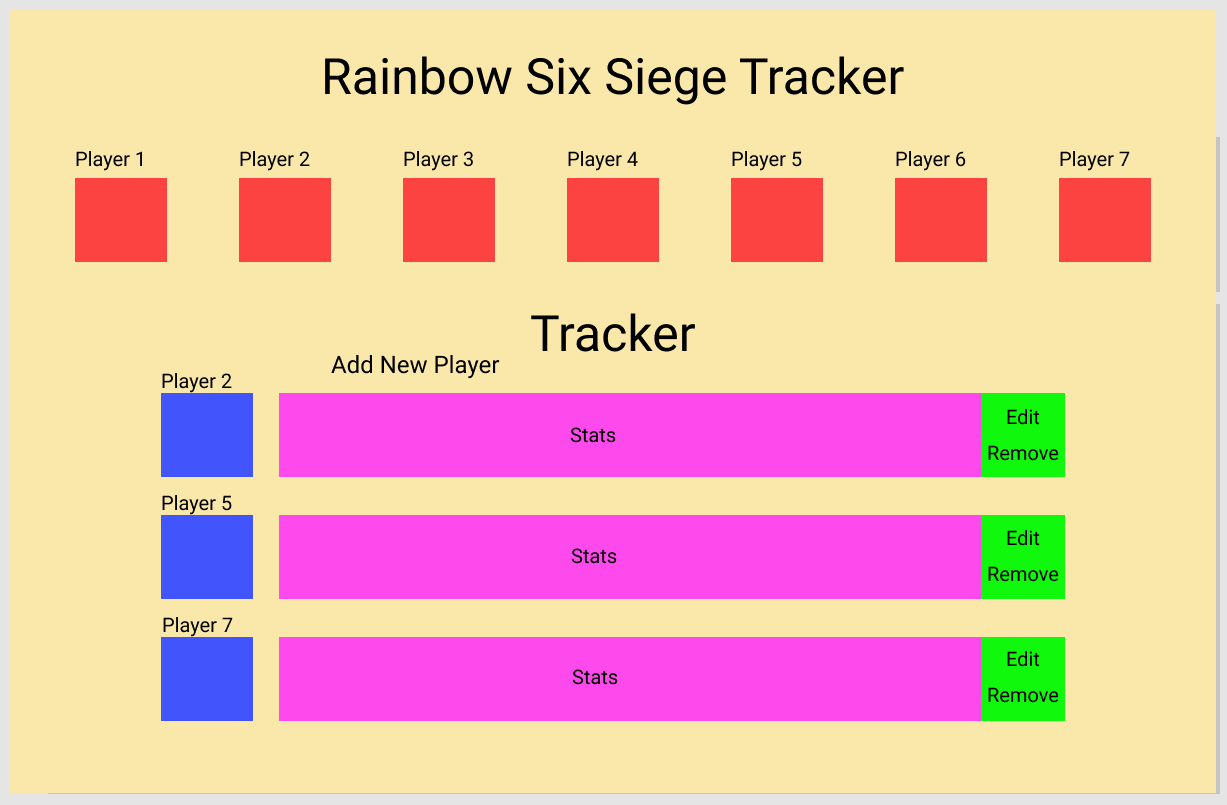 Rainbow Six Siege Tracker
Player 1 Player 2 Player 3 Player 4 Player 5 Player 6 Player 7
Tracker
Add New Player
Player 2
Stats
Edit
Remove
Player 5
Stats
Edit
Remove
Player 7
Stats
Edit
Remove